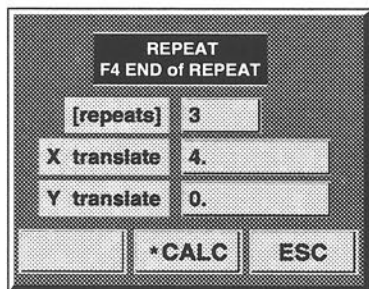 REPEAT
F4 END of REPEAT
[repeats] 3
X translate 4.
Y translate 0.
*CALC ESC